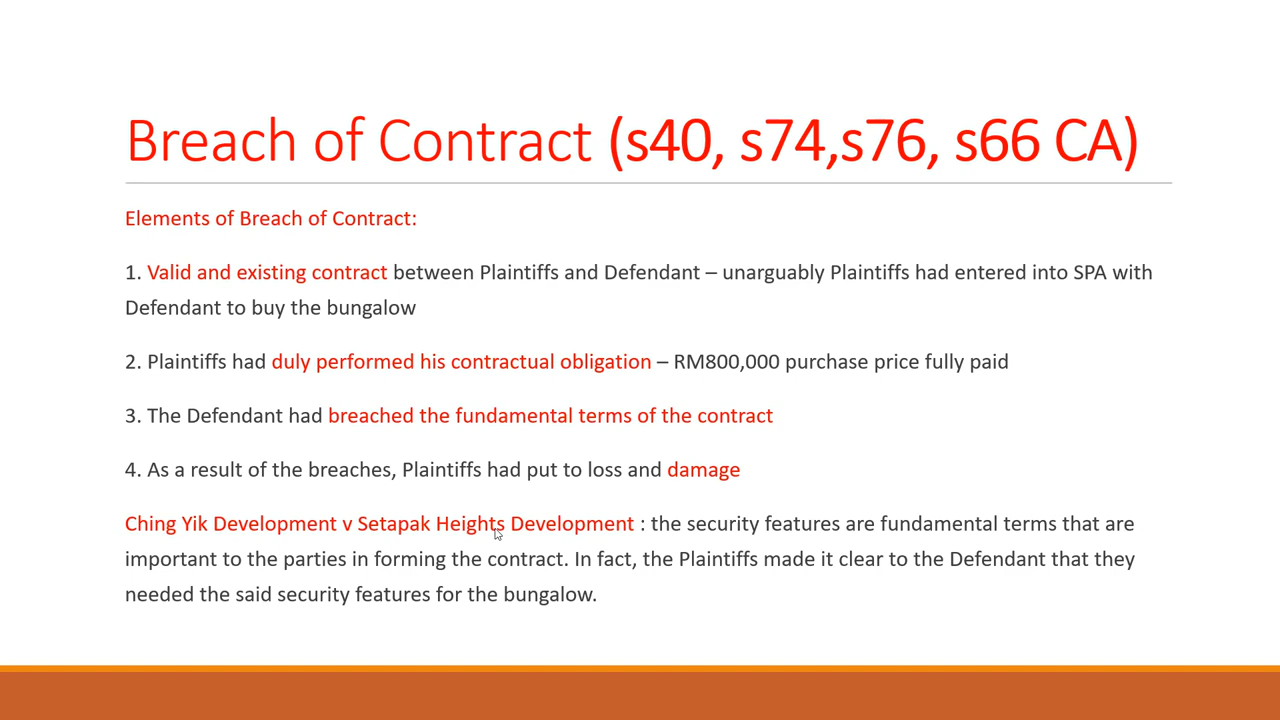 Breach of Contract (s40, s74,s76, s66 CA)
Elements of Breach of Contract:
1. Valid and existing contract between Plaintiffs and Defendant – unarguably Plaintiffs had entered into SPA with
Defendant to buy the bungalow
2. Plaintiffs had duly performed his contractual obligation – RM800,000 purchase price fully paid
3. The Defendant had breached the fundamental terms of the contract
4. As a result of the breaches, Plaintiffs had put to loss and damage
Ching Yik Development v Setapak Heights Development : the security features are fundamental terms that are
important to the parties in forming the contract. In fact, the Plaintiffs made it clear to the Defendant that they
needed the said security features for the bungalow.